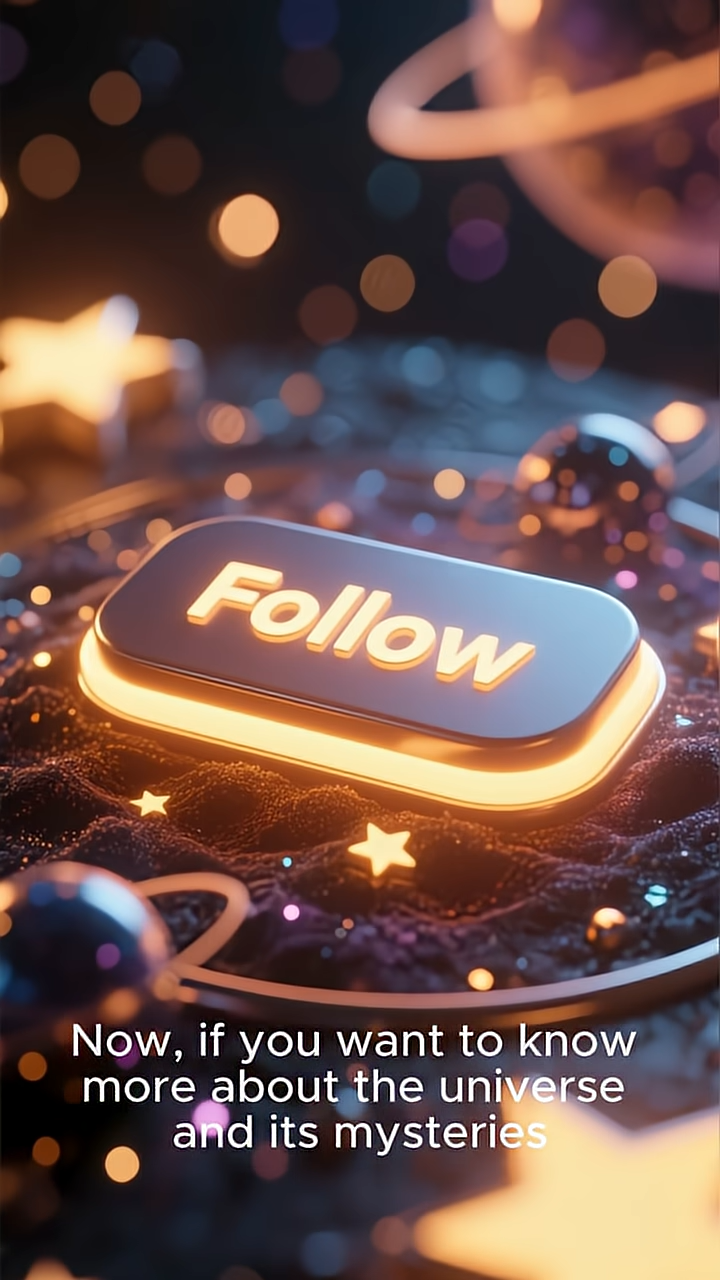 Follow
Now, if you want to know
more about the universe
and its mysteries